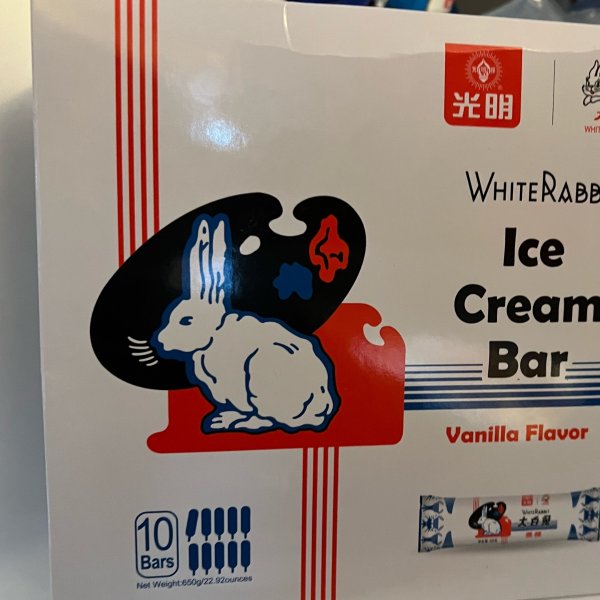 光明
WHITERABB
Ice
Cream
Bar
Vanilla Flavor
10
Bars
Net Weight:650g/22.92ounces
WHITERABBIT
大白兔